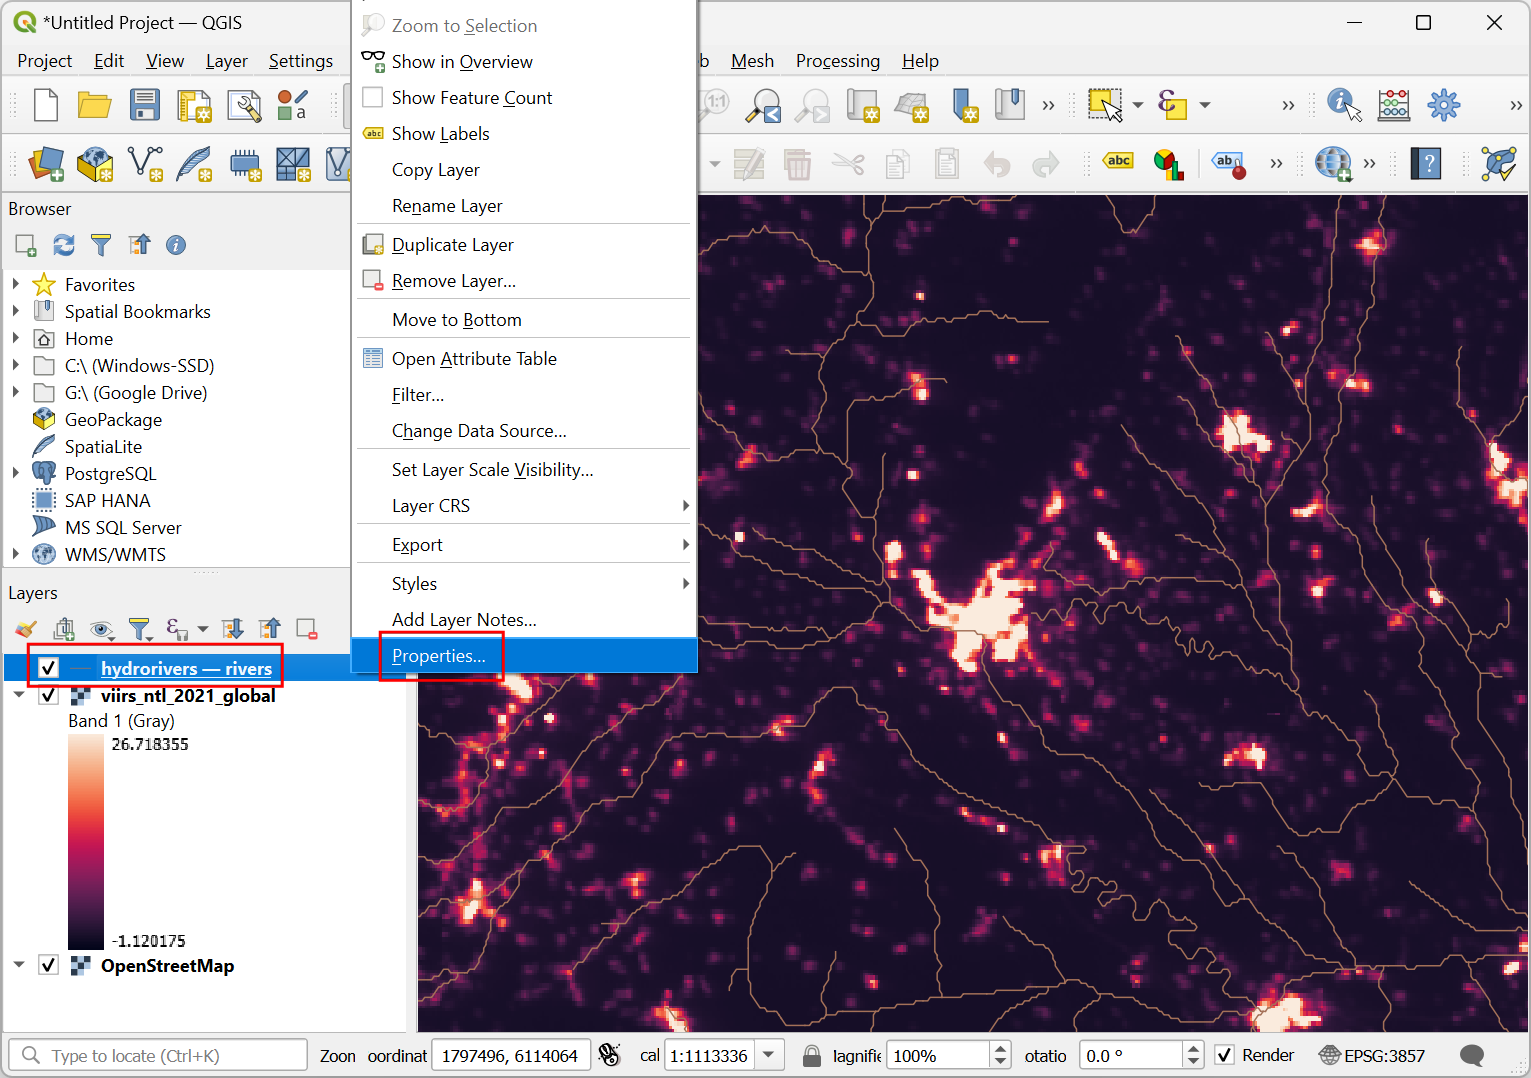 *Untitled Project — QGIS
Project Edit View Layer Settings
b Mesh Processing Help
1:1
a
abc
ab
?
Browser
Favorites
Spatial Bookmarks
Home
C:\ (Windows-SSD)
G:\ (Google Drive)
GeoPackage
SpatiaLite
PostgreSQL
SAP HANA
MS SQL Server
WMS/WMTS
Layers
hydrorivers — rivers
viirs_ntl_2021_global
Band 1 (Gray)
26.718355
-1.120175
OpenStreetMap
Zoom to Selection
Show in Overview
Show Feature Count
abc
Show Labels
Copy Layer
Rename Layer
Duplicate Layer
Remove Layer...
Move to Bottom
Open Attribute Table
Filter...
Change Data Source...
Set Layer Scale Visibility...
Layer CRS
Export
Styles
Add Layer Notes...
Properties...
Type to locate (Ctrl+K)
Zoon oordinat 1797496, 6114064 cal 1:1113336 lagnifie 100% otatio 0.0 ° Render EPSG:3857